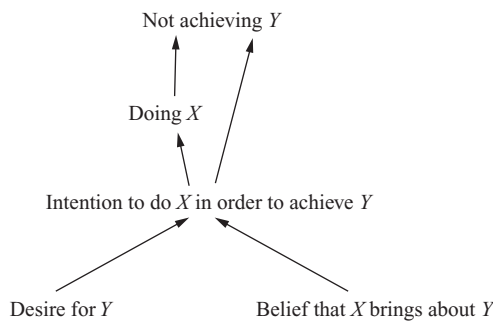 Not achieving Y
Doing X
Intention to do X in order to achieve Y
Desire for Y
Belief that X brings about Y